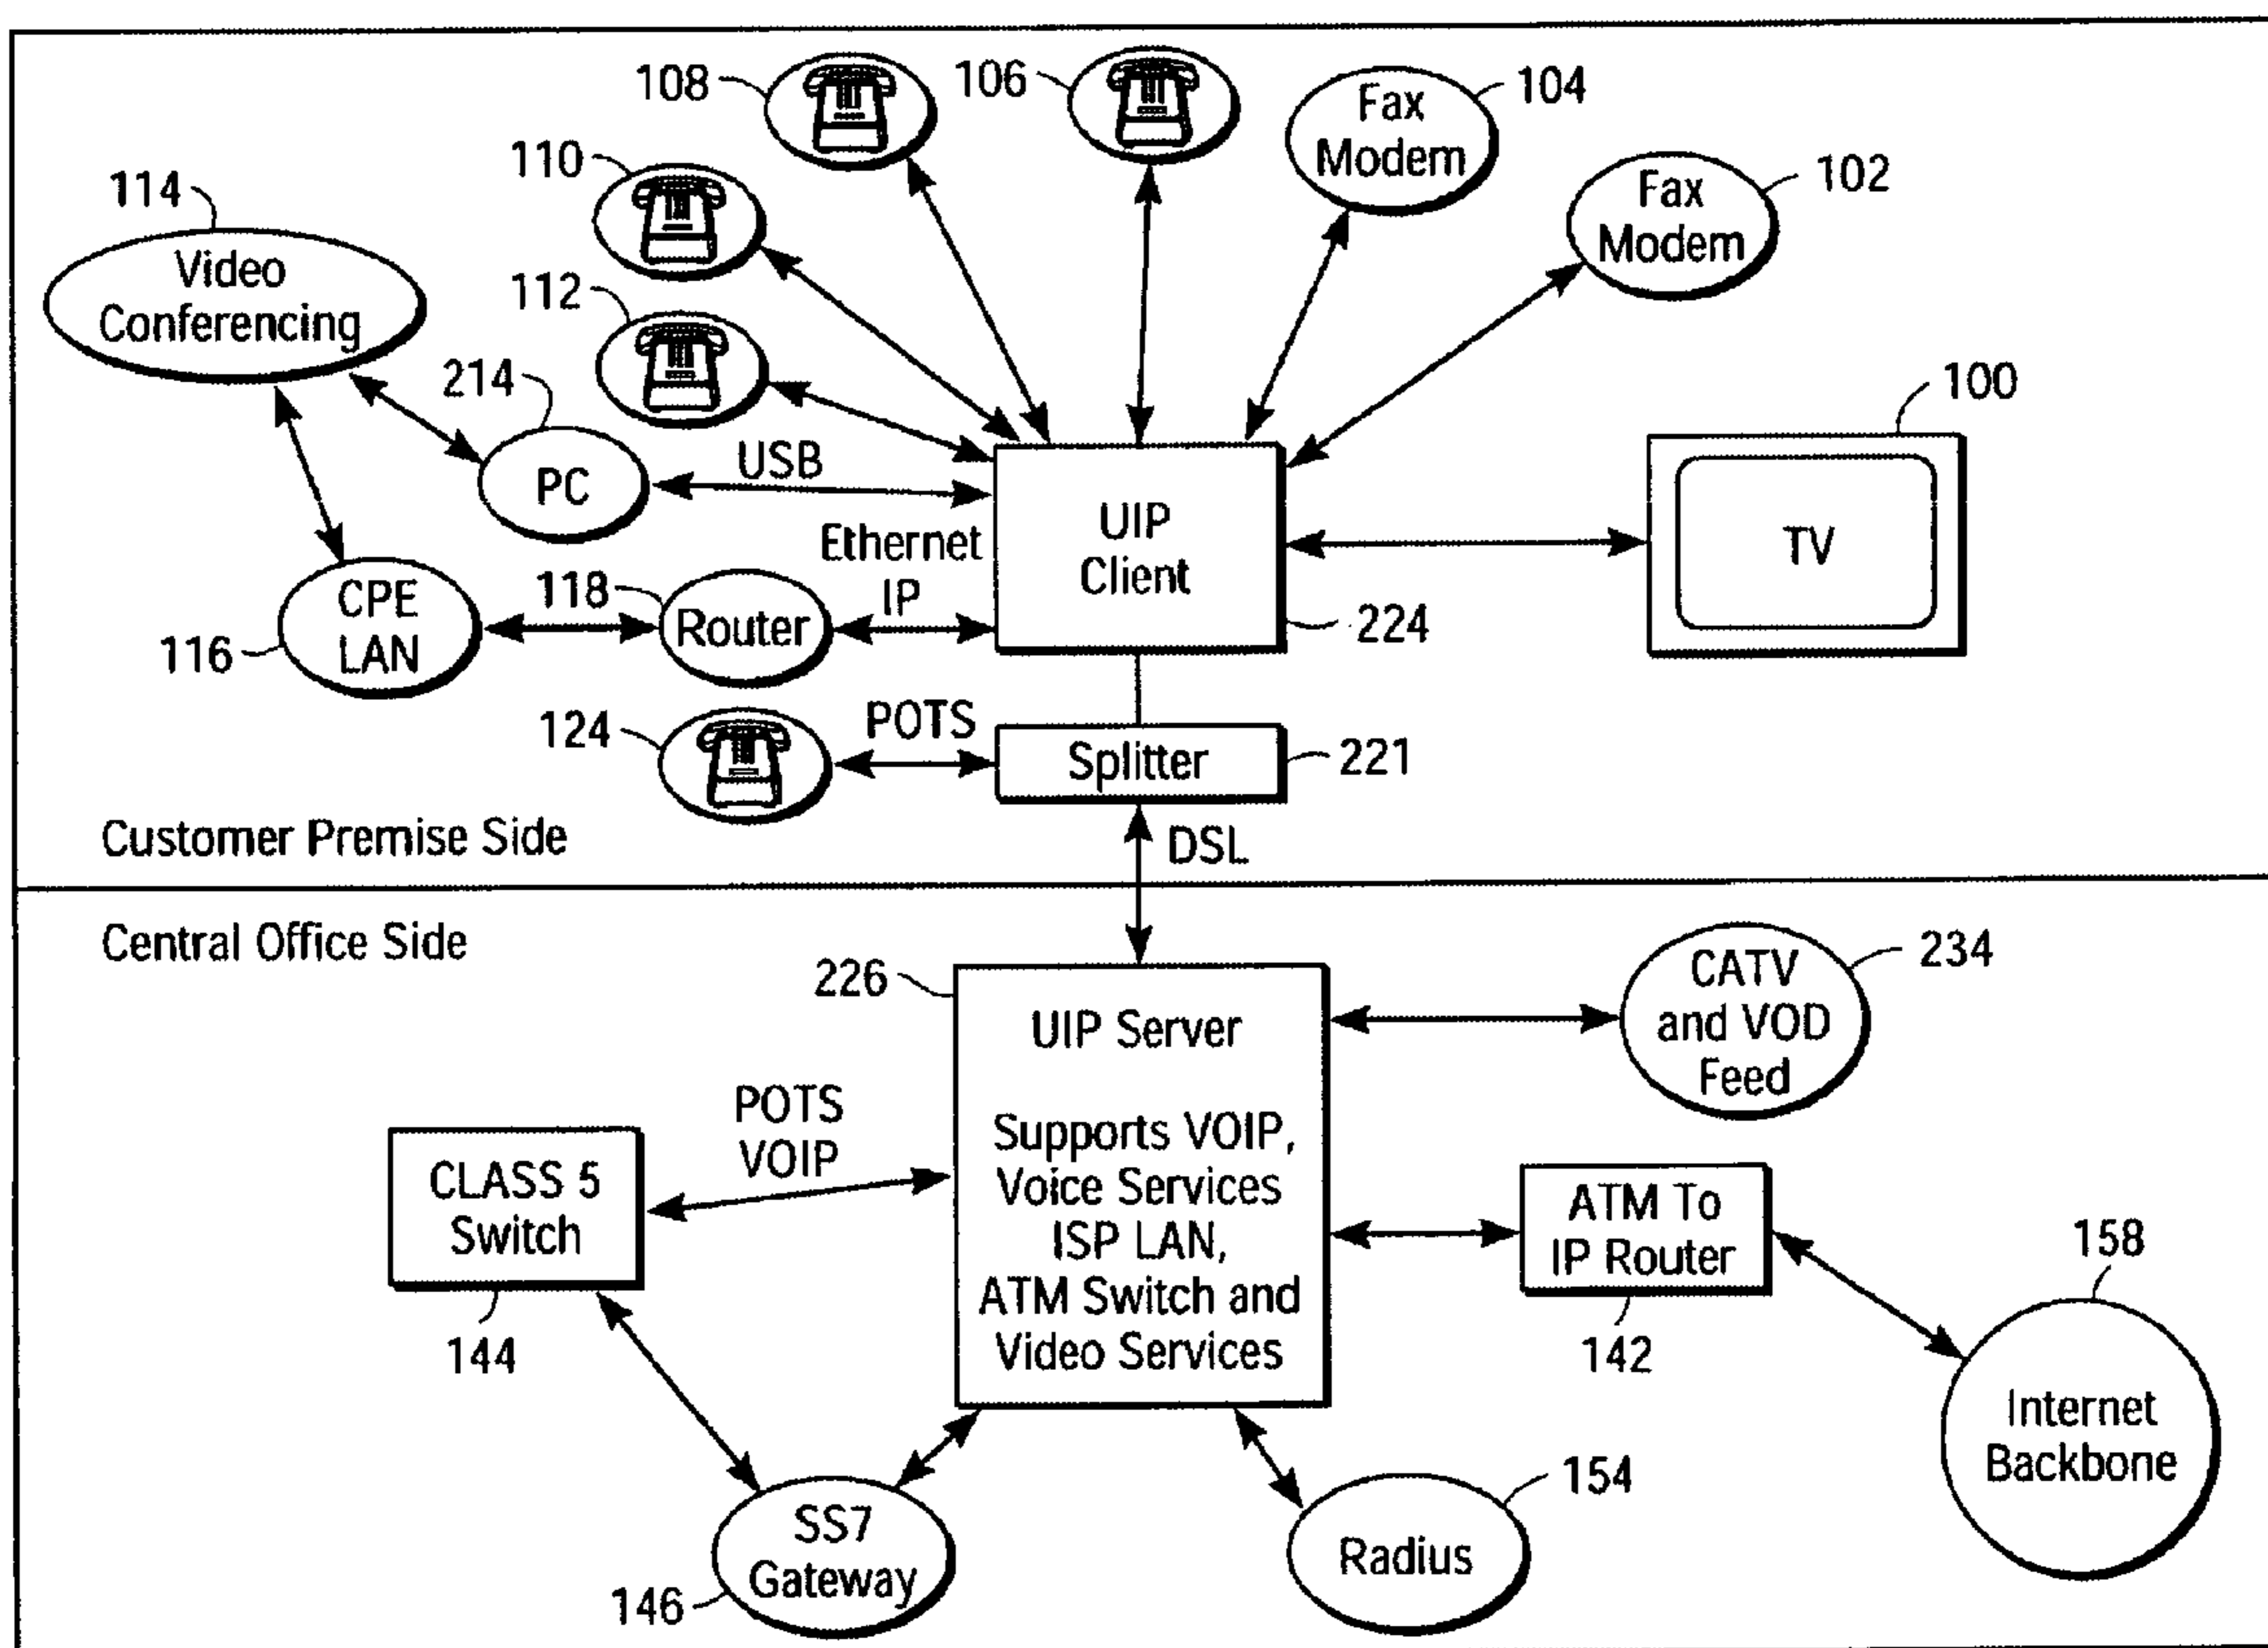 108
106
Fax
Modem
104
110
Fax
Modem
102
114
Video
Conferencing
112
214
100
PC
USB
UIP
Client
TV
Ethernet
IP
CPE
LAN
118
Router
116
224
124
POTS
Splitter
221
Customer Premise Side
DSL
Central Office Side
226
UIP Server
Supports VOIP,
Voice Services
ISP LAN,
ATM Switch and
Video Services
CATV
and VOD
Feed
234
POTS
VOIP
CLASS 5
Switch
144
ATM To
IP Router
142
158
Internet
Backbone
SS7
Gateway
146
154
Radius